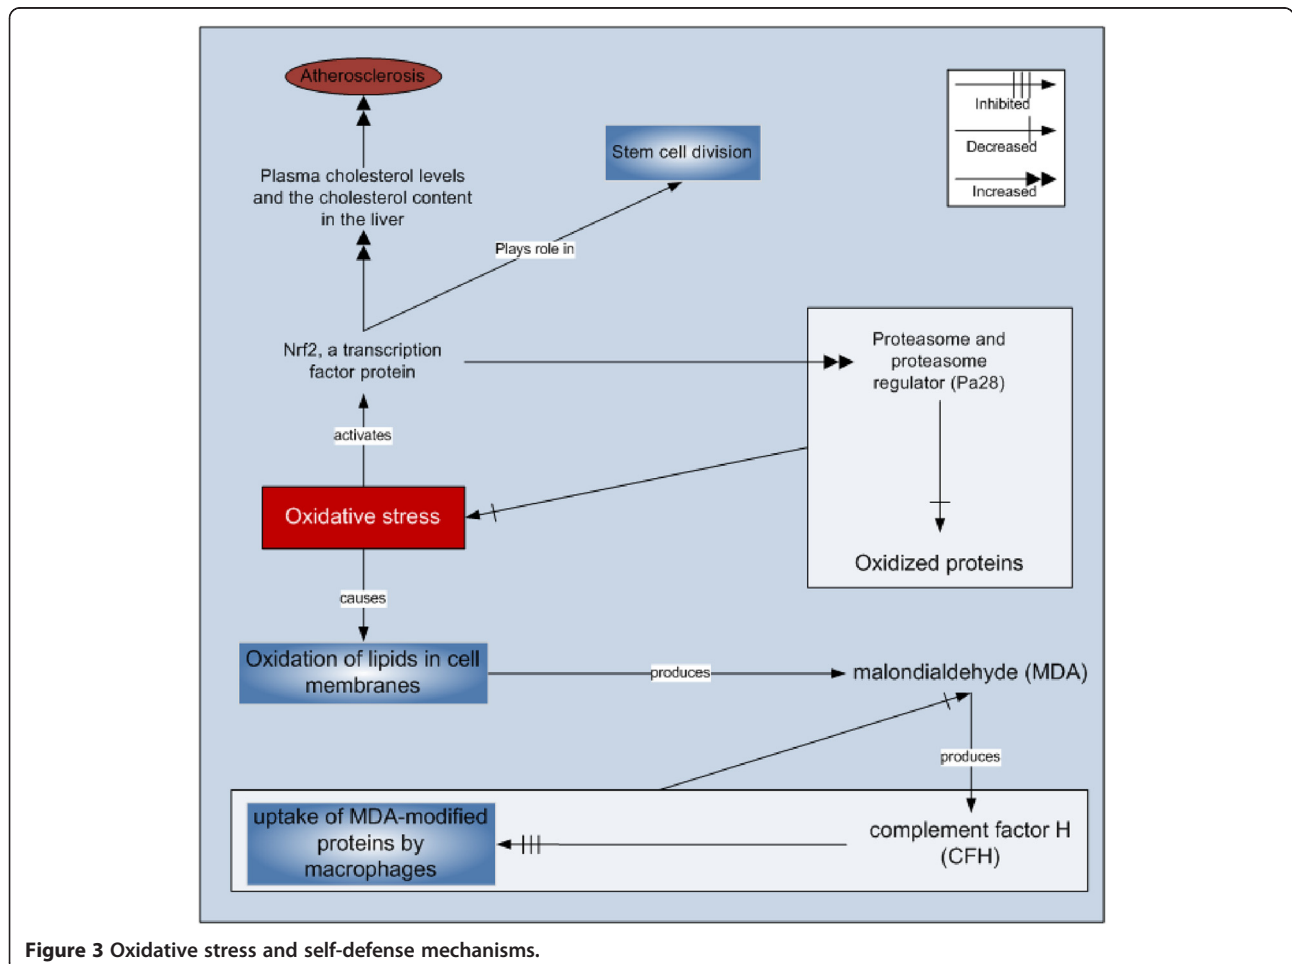 Atherosclerosis
Inhibited
Decreased
Increased
Stem cell division
Plasma cholesterol levels
and the cholesterol content
in the liver
Plays role in
Nrf2, a transcription
factor protein
Proteasome and
proteasome
regulator (Pa28)
activates
Oxidative stress
Oxidized proteins
causes
Oxidation of lipids in cell
membranes
produces
malondialdehyde (MDA)
produces
uptake of MDA-modified
proteins by
macrophages
complement factor H
(CFH)
Figure 3 Oxidative stress and self-defense mechanisms.